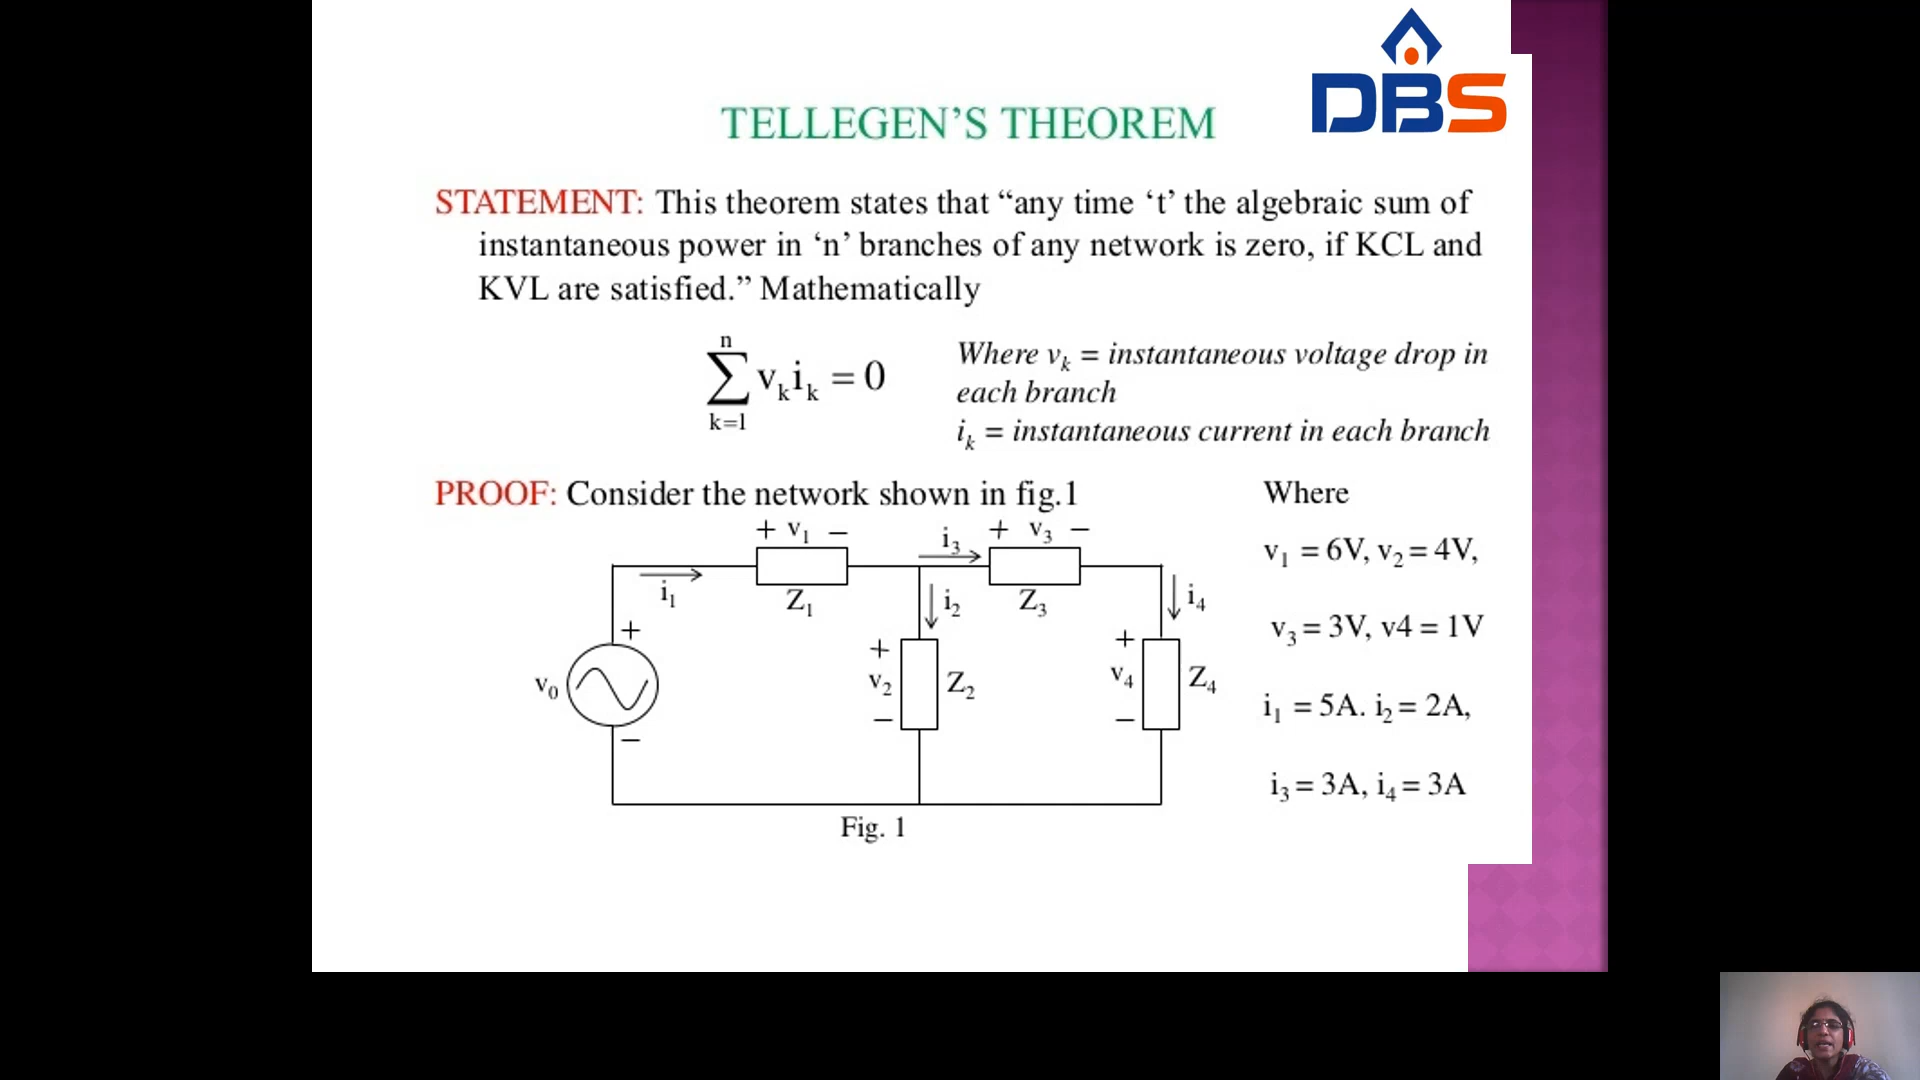 DBS
TELLEGEN’S THEOREM
STATEMENT: This theorem states that “any time ‘t’ the algebraic sum of
instantaneous power in ‘n’ branches of any network is zero, if KCL and
KVL are satisfied.” Mathematically
n
∑ vₖiₖ = 0
k=1
Where vₖ = instantaneous voltage drop in
each branch
iₖ = instantaneous current in each branch
PROOF: Consider the network shown in fig.1
Where
+ v₁ −
i₃
+ v₃ −
i₁
Z₁
i₂
Z₃
i₄
v₁ = 6V, v₂ = 4V,
v₃ = 3V, v4 = 1V
+
v₀
−
+
v₂
−
Z₂
+
v₄
−
Z₄
i₁ = 5A. i₂ = 2A,
i₃ = 3A, i₄ = 3A
Fig. 1